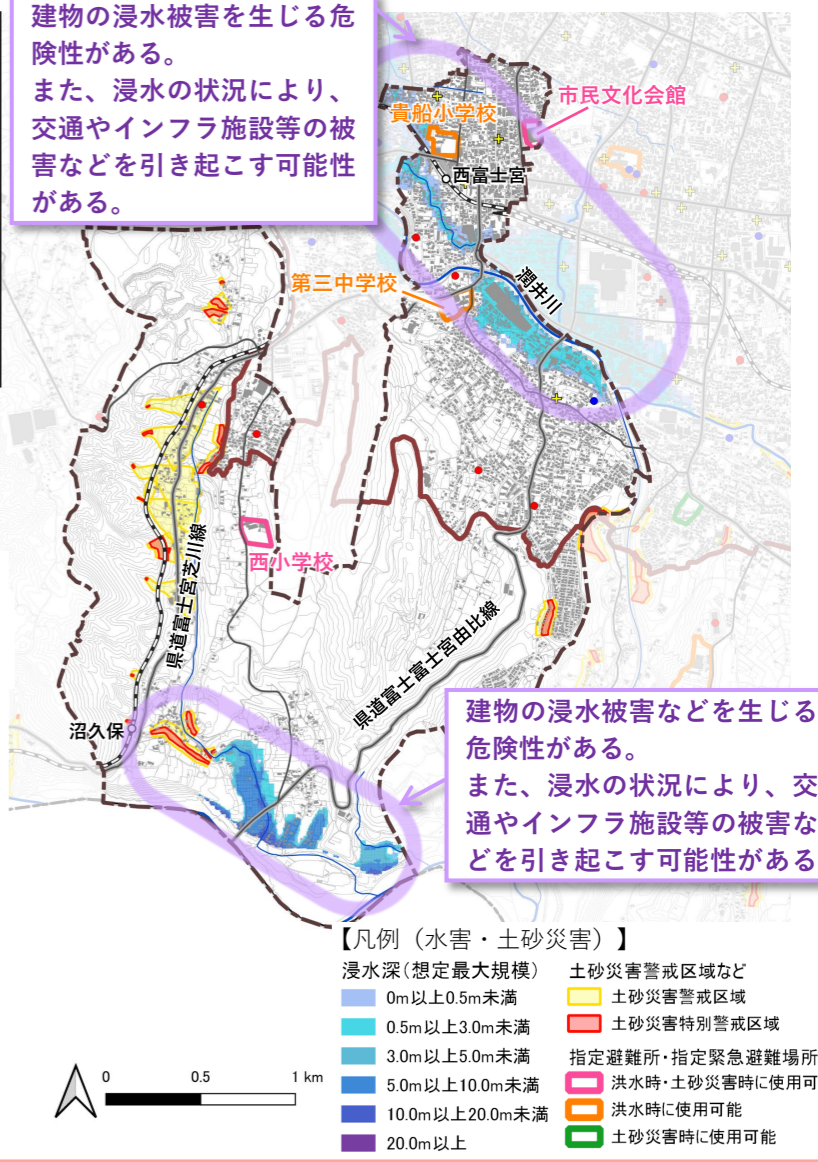 建物の浸水被害を生じる危
険性がある。
また、浸水の状況により、
交通やインフラ施設等の被
害などを引き起こす可能性
がある。
市民文化会館
貴船小学校
西富士宮
潤井川
第三中学校
県道富士宮芝川線
西小学校
県道富士富士宮由比線
沼久保
建物の浸水被害などを生じる
危険性がある。
また、浸水の状況により、交
通やインフラ施設等の被害な
どを引き起こす可能性がある
【凡例（水害・土砂災害）】
浸水深(想定最大規模)
0m以上0.5m未満
0.5m以上3.0m未満
3.0m以上5.0m未満
5.0m以上10.0m未満
10.0m以上20.0m未満
20.0m以上
土砂災害警戒区域など
土砂災害警戒区域
土砂災害特別警戒区域
指定避難所・指定緊急避難場所
洪水時・土砂災害時に使用可
洪水時に使用可能
土砂災害時に使用可能
0 0.5 1 km